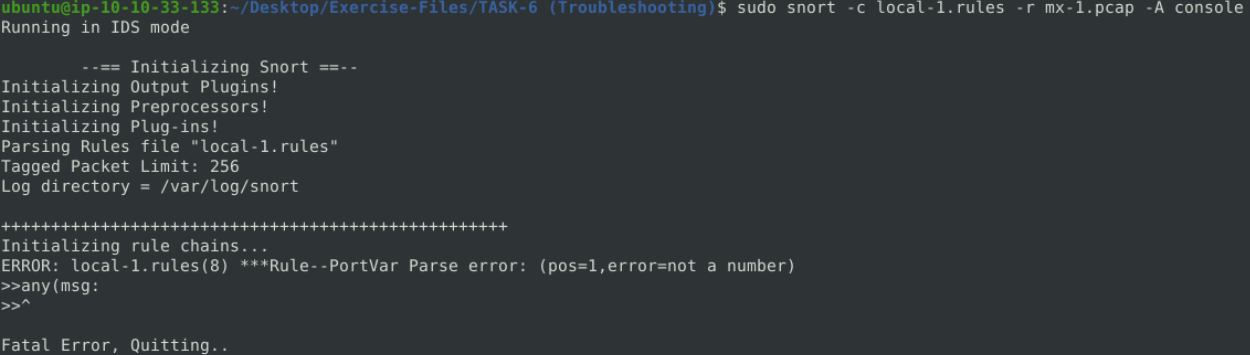 ubuntu@ip-10-10-33-133:~/Desktop/Exercise-Files/TASK-6 (Troubleshooting)$ sudo snort -c local-1.rules -r mx-1.pcap -A console
Running in IDS mode
--== Initializing Snort ==--
Initializing Output Plugins!
Initializing Preprocessors!
Initializing Plug-ins!
Parsing Rules file "local-1.rules"
Tagged Packet Limit: 256
Log directory = /var/log/snort
+++++++++++++++++++++++++++++++++++++++++++++++++++
Initializing rule chains...
ERROR: local-1.rules(8) ***Rule--PortVar Parse error: (pos=1,error=not a number)
>>any(msg:
>>^
Fatal Error, Quitting..